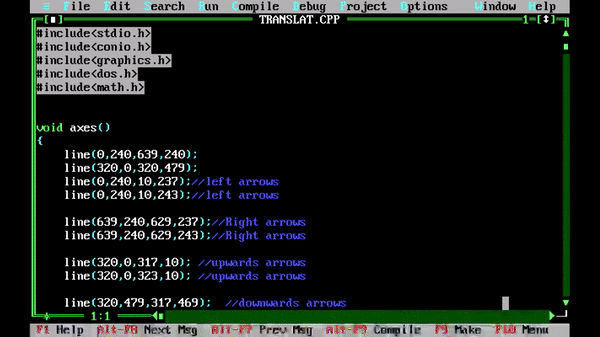 ≡ File Edit Search Run Compile Debug Project Options Window Help
TRANSLAT.CPP 1
#include<stdio.h>
#include<conio.h>
#include<graphics.h>
#include<dos.h>
#include<math.h>
void axes()
{
line(0,240,639,240);
line(320,0,320,479);
line(0,240,10,237);//left arrows
line(0,240,10,243);//left arrows
line(639,240,629,237);//Right arrows
line(639,240,629,243);//Right arrows
line(320,0,317,10); //upwards arrows
line(320,0,323,10); //upwards arrows
line(320,479,317,469); //downwards arrows
1:1
F1 Help Alt-F8 Next Msg Alt-F7 Prev Msg Alt-F9 Compile F9 Make F10 Menu